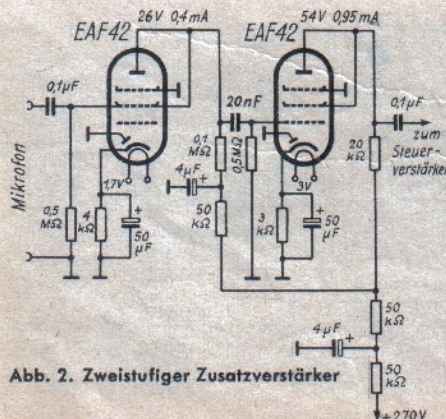 26V 0,4mA
54V 0,95mA
EAF42
EAF42
0,1µF
20nF
0,1µF
zum
Steuer-
verstärker
Mikrofon
0,1
MΩ
0,5MΩ
20
kΩ
4µF
+
1,7V
3V
0,5
MΩ
4
kΩ
+
50
µF
50
kΩ
3
kΩ
+
50
µF
50
kΩ
4µF
+
50
kΩ
Abb. 2. Zweistufiger Zusatzverstärker
+270V